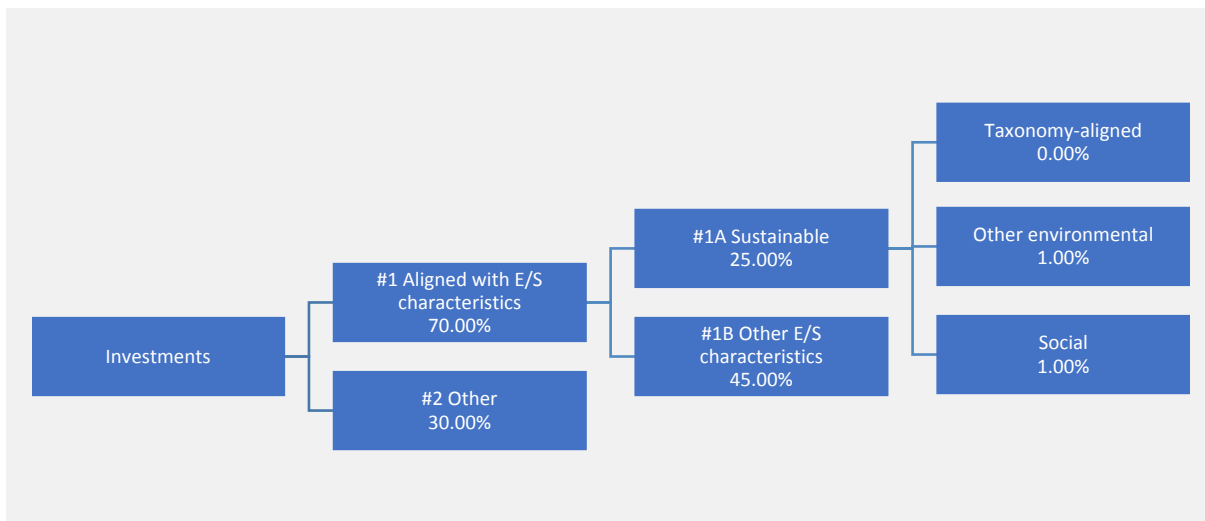 Investments
#1 Aligned with E/S
characteristics
70.00%
#2 Other
30.00%
#1A Sustainable
25.00%
#1B Other E/S
characteristics
45.00%
Taxonomy-aligned
0.00%
Other environmental
1.00%
Social
1.00%